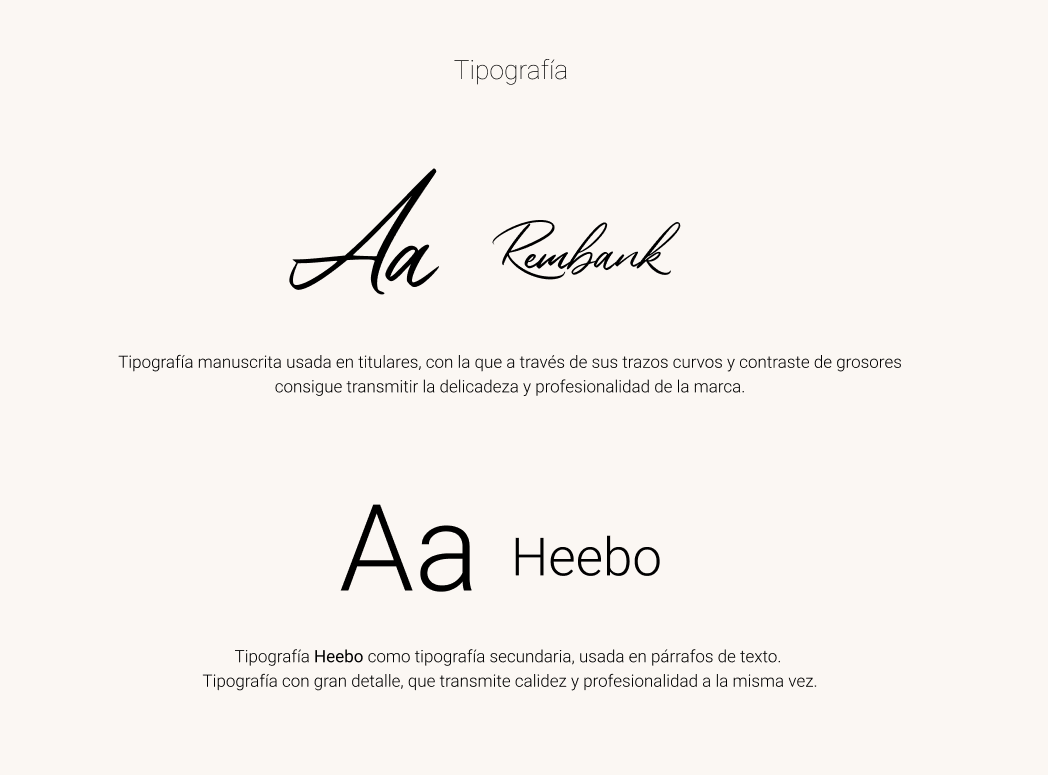 Tipografía
Aa Rembank
Tipografía manuscrita usada en titulares, con la que a través de sus trazos curvos y contraste de grosores
consigue transmitir la delicadeza y profesionalidad de la marca.
Aa Heebo
Tipografía Heebo como tipografía secundaria, usada en párrafos de texto.
Tipografía con gran detalle, que transmite calidez y profesionalidad a la misma vez.